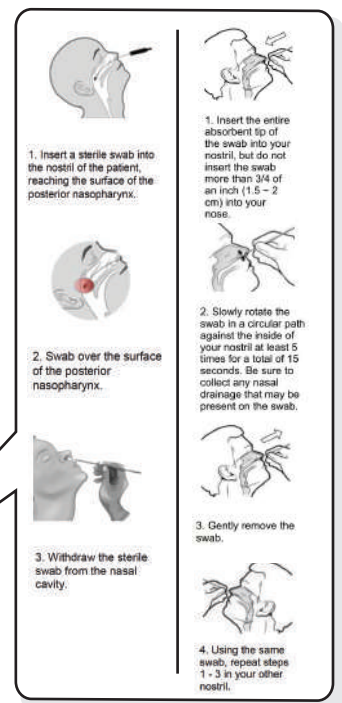 1. Insert a sterile swab into
the nostril of the patient,
reaching the surface of the
posterior nasopharynx.
2. Swab over the surface
of the posterior
nasopharynx.
3. Withdraw the sterile
swab from the nasal
cavity.
1. Insert the entire
absorbent tip of
the swab into your
nostril, but do not
insert the swab
more than 3/4 of
an inch (1.5 – 2
cm) into your
nose.
2. Slowly rotate the
swab in a circular path
against the inside of
your nostril at least 5
times for a total of 15
seconds. Be sure to
collect any nasal
drainage that may be
present on the swab.
3. Gently remove the
swab.
4. Using the same
swab, repeat steps
1 - 3 in your other
nostril.